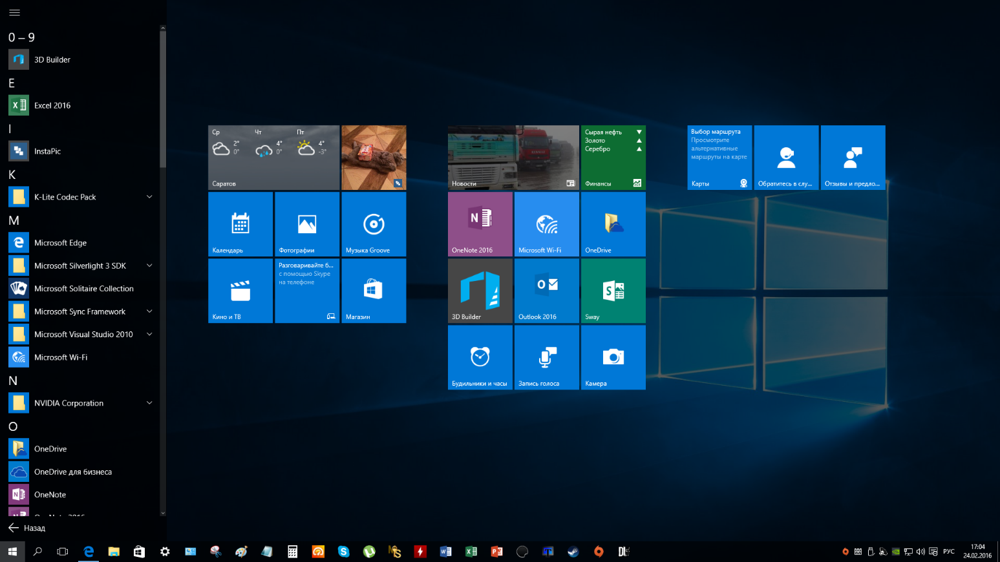 0 – 9
3D Builder
E
Excel 2016
I
InstaPic
K
K-Lite Codec Pack
M
Microsoft Edge
Microsoft Silverlight 3 SDK
Microsoft Solitaire Collection
Microsoft Sync Framework
Microsoft Visual Studio 2010
Microsoft Wi-Fi
N
NVIDIA Corporation
O
OneDrive
OneDrive для бизнеса
OneNote
OneNote 2016
Назад
Ср
2°
0°
Чт
4°
0°
Пт
4°
-3°
Саратов
Календарь
Фотографии
Музыка Groove
Кино и ТВ
Разговаривайте б...
с помощью Skype
на телефоне
Магазин
Новости
Сырая нефть
Золото
Серебро
Финансы
OneNote 2016
Microsoft Wi-Fi
OneDrive
3D Builder
Outlook 2016
Sway
Будильники и часы
Запись голоса
Камера
Выбор маршрута
Просмотрите
альтернативные
маршруты на карте
Карты
Обратитесь в слу...
Отзывы и предло...
РУС
17:04
24.02.2016